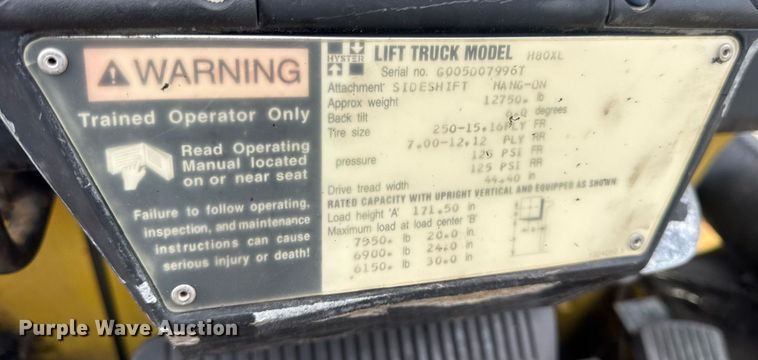 WARNING
Trained Operator Only
Read Operating
Manual located
on or near seat
Failure to follow operating,
inspection, and maintenance
instructions can cause
serious injury or death!
HYSTER
LIFT TRUCK MODEL H80XL
Serial no. G005D07996T
Attachment SIDESHIFT HANG-ON
Approx weight 12750. lb
Back tilt degrees
Tire size 250-15.16PLY FR
7.00-12.12 PLY RR
pressure 125 PSI FR
125 PSI RR
Drive tread width 44.40 in
RATED CAPACITY WITH UPRIGHT VERTICAL AND EQUIPPED AS SHOWN
Load height 'A' 171.50 in
Maximum load at load center 'B'
7550. lb 20.0 in
6900. lb 24.0 in
6150. lb 30.0 in
Purple Wave Auction